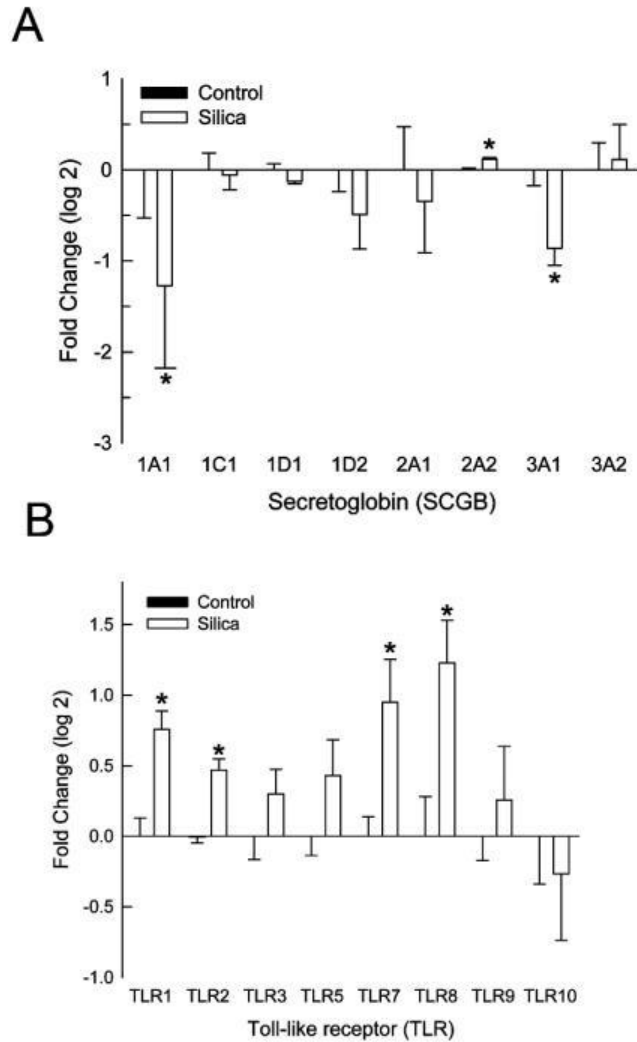 A
Control
Silica
Fold Change (log 2)
1
0
-1
-2
-3
*
*
*
1A1 1C1 1D1 1D2 2A1 2A2 3A1 3A2
Secretoglobin (SCGB)
B
Control
Silica
Fold Change (log 2)
1.5
1.0
0.5
0.0
-0.5
-1.0
*
*
*
*
TLR1 TLR2 TLR3 TLR5 TLR7 TLR8 TLR9 TLR10
Toll-like receptor (TLR)